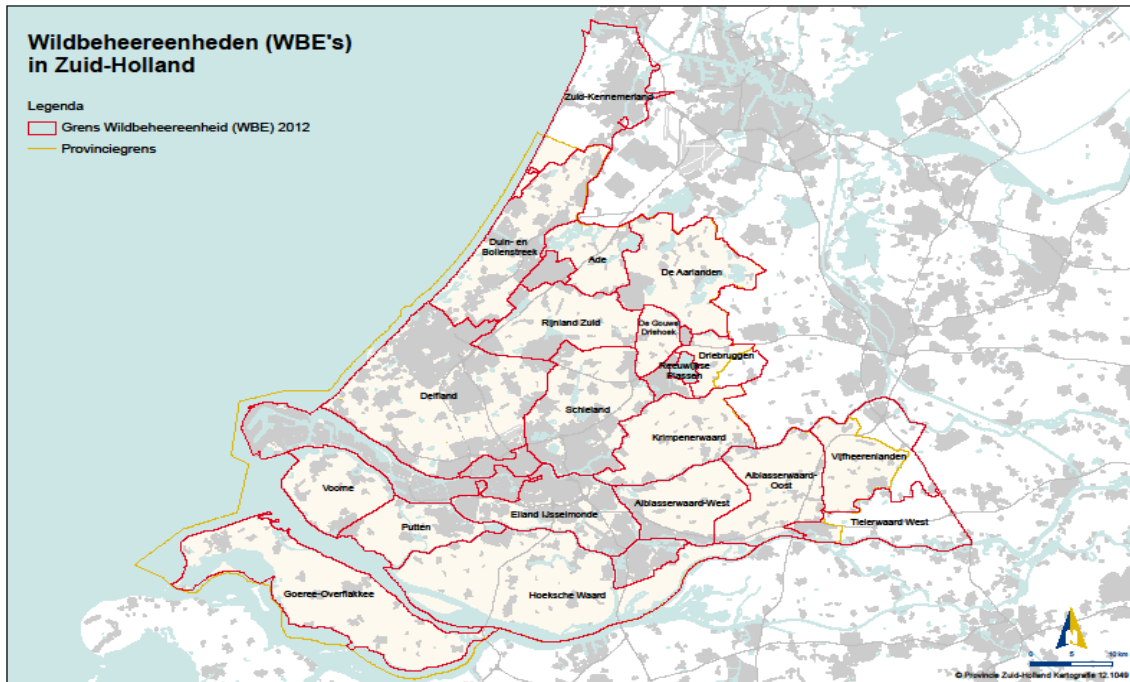 Wildbeheereenheden (WBE's)
in Zuid-Holland
Legenda
Grens Wildbeheereenheid (WBE) 2012
Provinciegrens
Zuid-Kennemerland
Duin- en
Bollenstreek
Ade
De Aarlanden
Rijnland Zuid
De Gouwe
Driehoek
Driebruggen
Reeuwijkse
Plassen
Delfland
Schieland
Krimpenerwaard
Vijfheerenlanden
Alblasserwaard-
Oost
Voorne
Alblasserwaard-West
Eiland IJsselmonde
Putten
Tielerwaard West
Goeree-Overflakkee
Hoeksche Waard
N
0 5 10 km
© Provincie Zuid-Holland Kartografie 12.1049